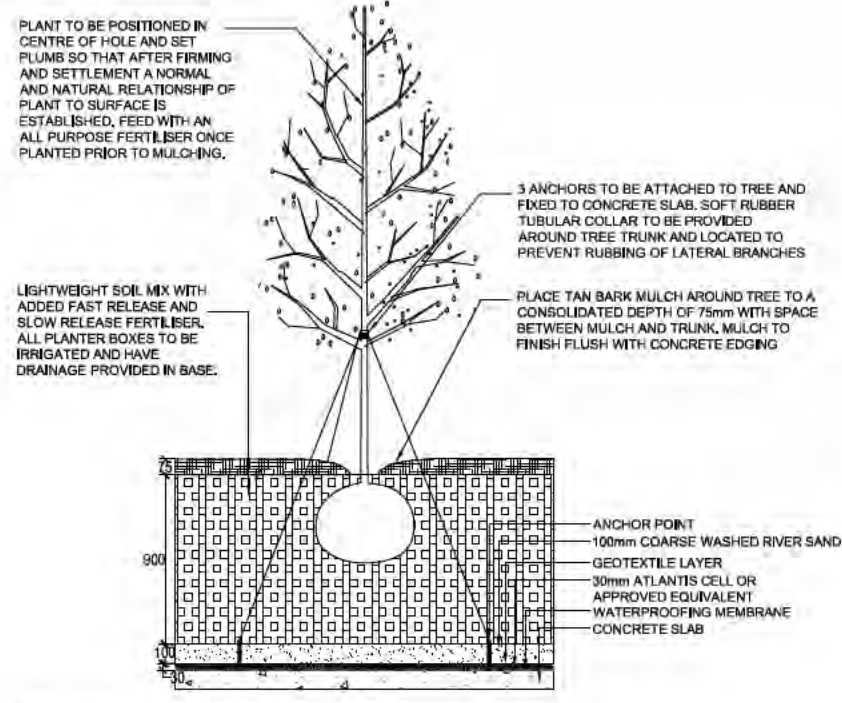 PLANT TO BE POSITIONED IN
CENTRE OF HOLE AND SET
PLUMB SO THAT AFTER FIRMING
AND SETTLEMENT A NORMAL
AND NATURAL RELATIONSHIP OF
PLANT TO SURFACE IS
ESTABLISHED. FEED WITH AN
ALL PURPOSE FERTILISER ONCE
PLANTED PRIOR TO MULCHING.
3 ANCHORS TO BE ATTACHED TO TREE AND
FIXED TO CONCRETE SLAB. SOFT RUBBER
TUBULAR COLLAR TO BE PROVIDED
AROUND TREE TRUNK AND LOCATED TO
PREVENT RUBBING OF LATERAL BRANCHES
LIGHTWEIGHT SOIL MIX WITH
ADDED FAST RELEASE AND
SLOW RELEASE FERTILISER.
ALL PLANTER BOXES TO BE
IRRIGATED AND HAVE
DRAINAGE PROVIDED IN BASE.
PLACE TAN BARK MULCH AROUND TREE TO A
CONSOLIDATED DEPTH OF 75mm WITH SPACE
BETWEEN MULCH AND TRUNK. MULCH TO
FINISH FLUSH WITH CONCRETE EDGING
75
900
100
30
ANCHOR POINT
100mm COARSE WASHED RIVER SAND
GEOTEXTILE LAYER
30mm ATLANTIS CELL OR
APPROVED EQUIVALENT
WATERPROOFING MEMBRANE
CONCRETE SLAB